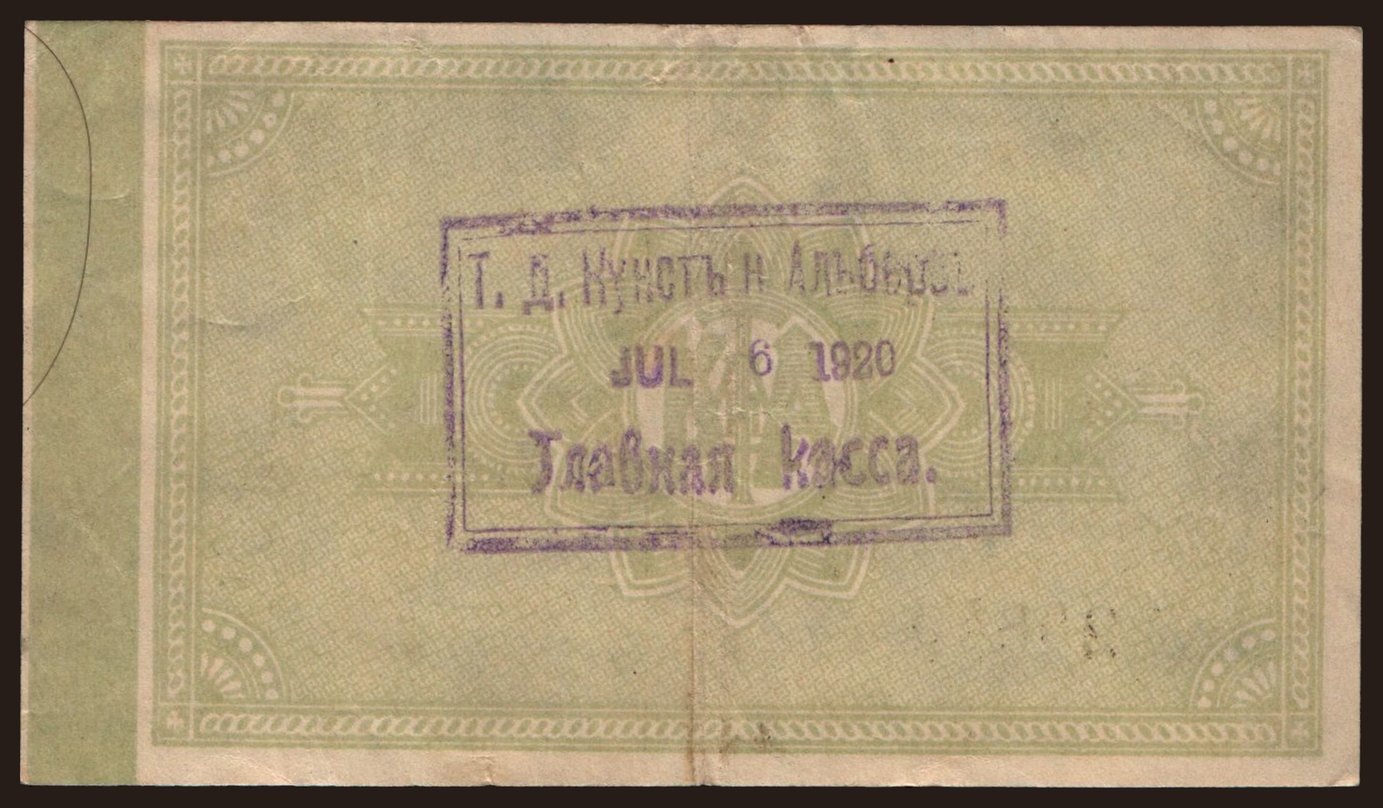 Т. Д. Кунстъ и Альберсъ
JUL 6 1920
Главная касса.